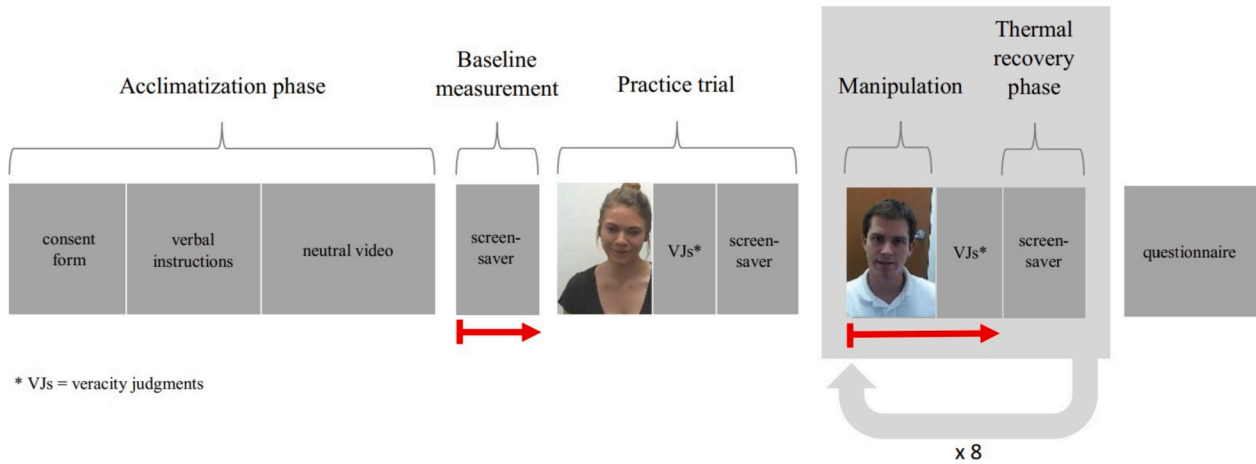 Acclimatization phase
Baseline
measurement
Practice trial
Manipulation
Thermal
recovery
phase
consent
form
verbal
instructions
neutral video
screen-
saver
VJs*
screen-
saver
VJs*
screen-
saver
questionnaire
* VJs = veracity judgments
x 8